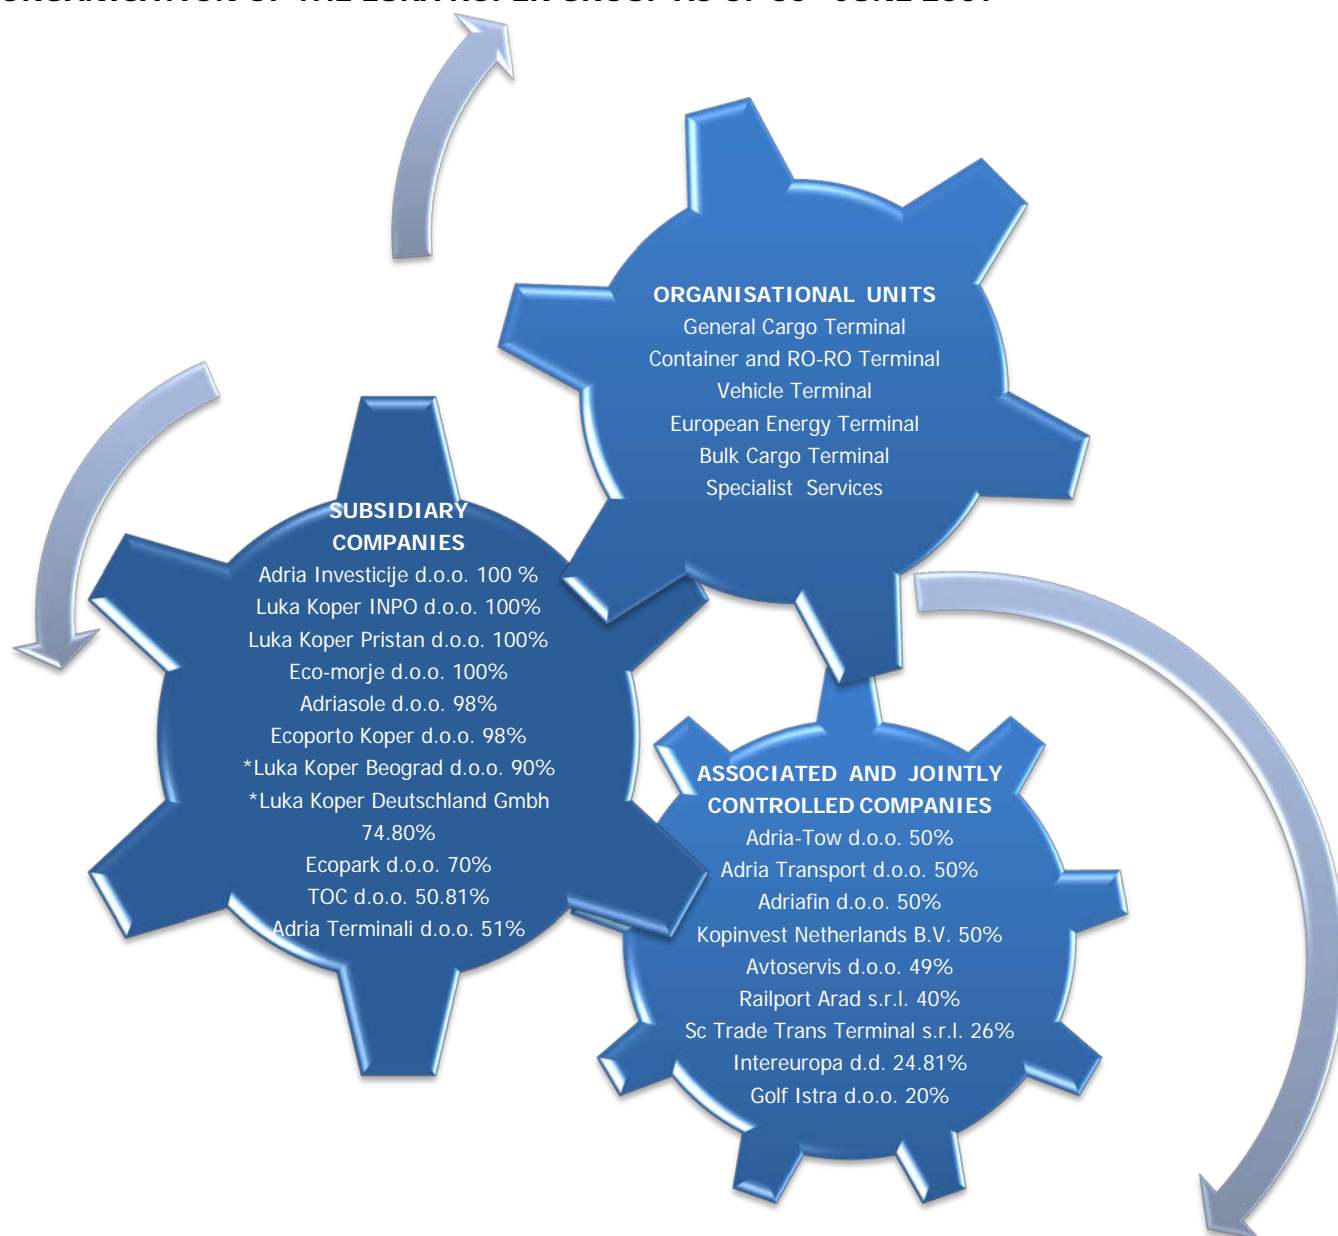 ORGANISATIONAL UNITS
General Cargo Terminal
Container and RO-RO Terminal
Vehicle Terminal
European Energy Terminal
Bulk Cargo Terminal
Specialist Services
SUBSIDIARY
COMPANIES
Adria Investicije d.o.o. 100 %
Luka Koper INPO d.o.o. 100%
Luka Koper Pristan d.o.o. 100%
Eco-morje d.o.o. 100%
Adriasole d.o.o. 98%
Ecoporto Koper d.o.o. 98%
*Luka Koper Beograd d.o.o. 90%
*Luka Koper Deutschland Gmbh
74.80%
Ecopark d.o.o. 70%
TOC d.o.o. 50.81%
Adria Terminali d.o.o. 51%
ASSOCIATED AND JOINTLY
CONTROLLED COMPANIES
Adria-Tow d.o.o. 50%
Adria Transport d.o.o. 50%
Adriafin d.o.o. 50%
Kopinvest Netherlands B.V. 50%
Avtoservis d.o.o. 49%
Railport Arad s.r.l. 40%
Sc Trade Trans Terminal s.r.l. 26%
Intereuropa d.d. 24.81%
Golf Istra d.o.o. 20%